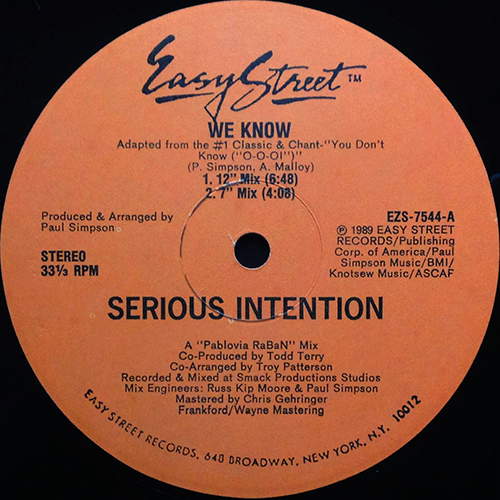 Easy Street™
WE KNOW
Adapted from the #1 Classic & Chant-"You Don't
Know ("O-O-O!")"
(P. Simpson, A. Malloy)
1. 12" Mix (6:48)
2. 7" Mix (4:08)
Produced & Arranged by
Paul Simpson
STEREO
33⅓ RPM
EZS-7544-A
Ⓟ 1989 EASY STREET
RECORDS/Publishing
Corp. of America/Paul
Simpson Music/BMI/
Knotsew Music/ASCAF
SERIOUS INTENTION
A "Pablovia RaBaN" Mix
Co-Produced by Todd Terry
Co-Arranged by Troy Patterson
Recorded & Mixed at Smack Productions Studios
Mix Engineers: Russ Kip Moore & Paul Simpson
Mastered by Chris Gehringer
Frankford/Wayne Mastering
EASY STREET RECORDS, 648 BROADWAY, NEW YORK, N.Y. 10012